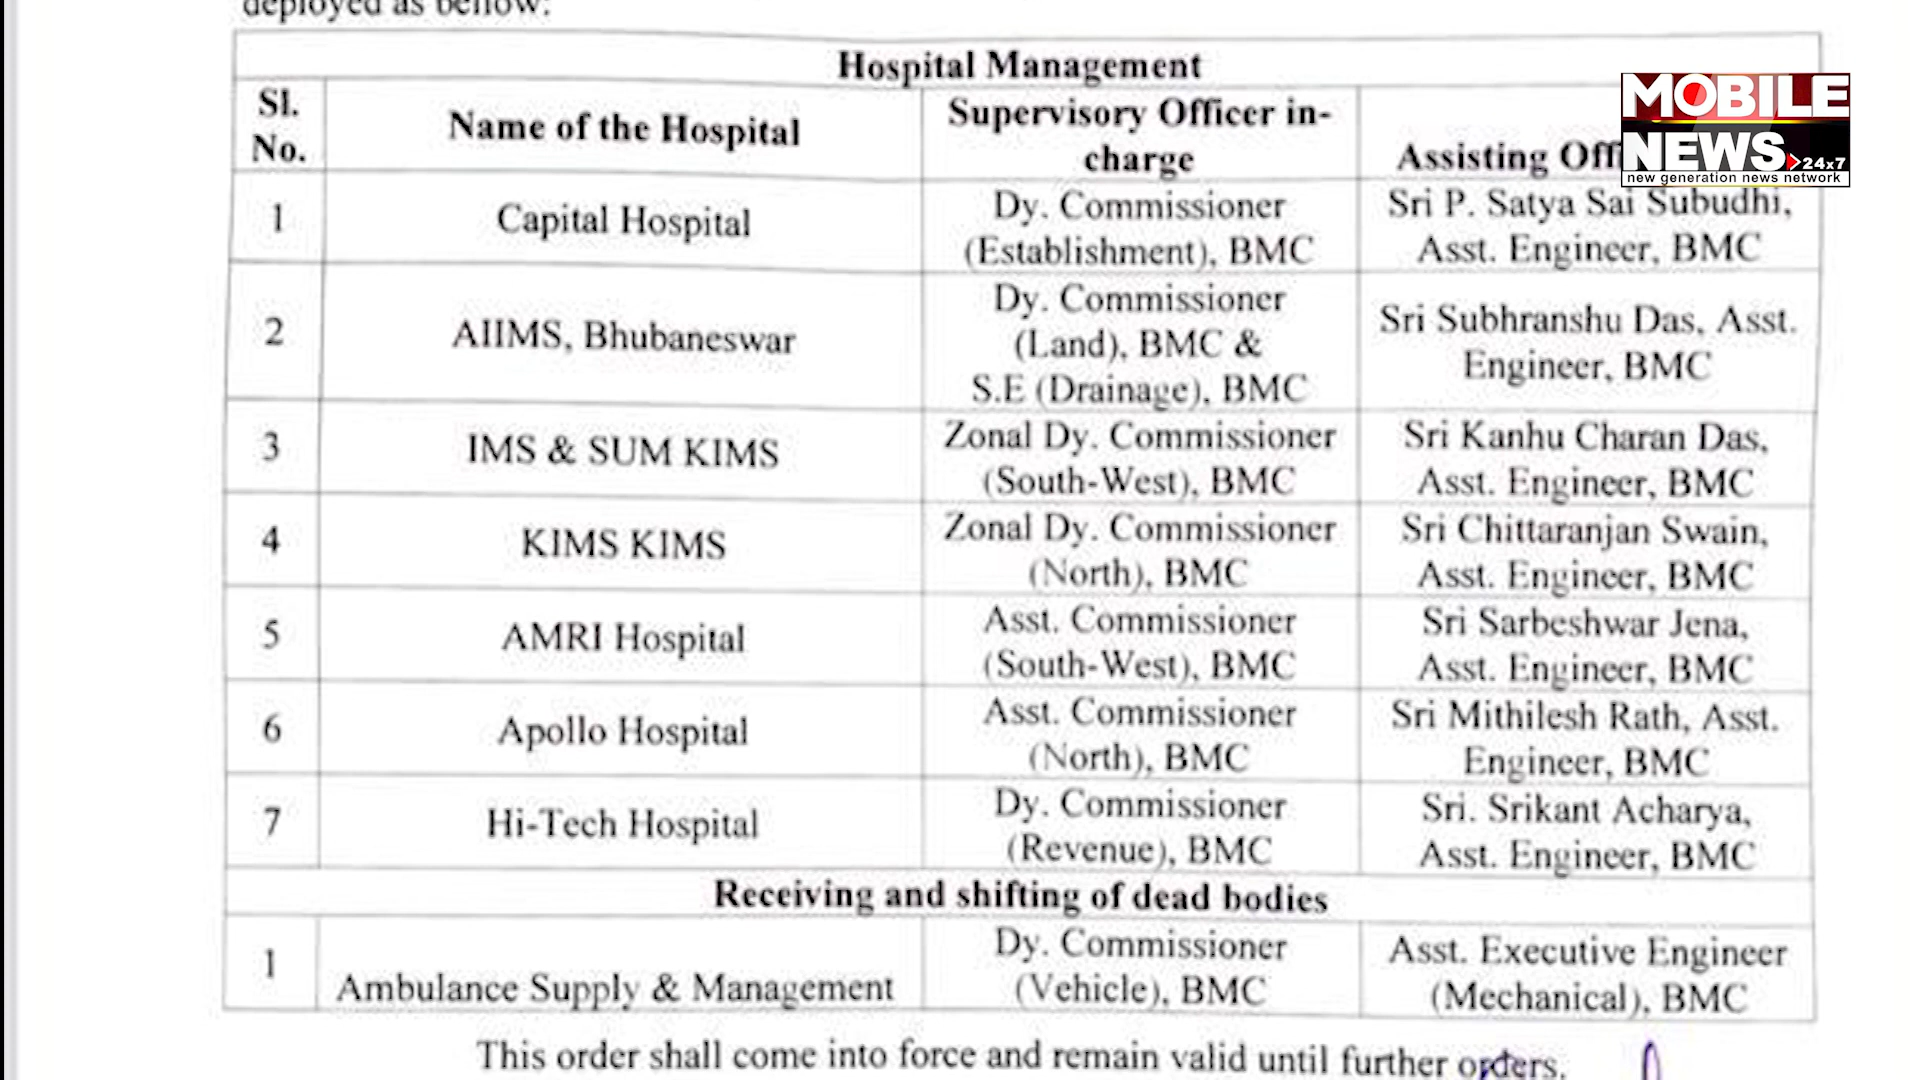 deployed as bellow:
Hospital Management
Sl. No.
Name of the Hospital
Supervisory Officer in-
charge
Assisting
MOBILE
NEWS
24x7
new generation news network
1
Capital Hospital
Dy. Commissioner
(Establishment), BMC
Sri P. Satya Sai Subudhi,
Asst. Engineer, BMC
2
AIIMS, Bhubaneswar
Dy. Commissioner
(Land), BMC &
S.E (Drainage), BMC
Sri Subhranshu Das, Asst.
Engineer, BMC
3
IMS & SUM KIMS
Zonal Dy. Commissioner
(South-West), BMC
Sri Kanhu Charan Das,
Asst. Engineer, BMC
4
KIMS KIMS
Zonal Dy. Commissioner
(North), BMC
Sri Chittaranjan Swain,
Asst. Engineer, BMC
5
AMRI Hospital
Asst. Commissioner
(South-West), BMC
Sri Sarbeshwar Jena,
Asst. Engineer, BMC
6
Apollo Hospital
Asst. Commissioner
(North), BMC
Sri Mithilesh Rath, Asst.
Engineer, BMC
7
Hi-Tech Hospital
Dy. Commissioner
(Revenue), BMC
Sri. Srikant Acharya,
Asst. Engineer, BMC
Receiving and shifting of dead bodies
1
Ambulance Supply & Management
Dy. Commissioner
(Vehicle), BMC
Asst. Executive Engineer
(Mechanical), BMC
This order shall come into force and remain valid until further orders.